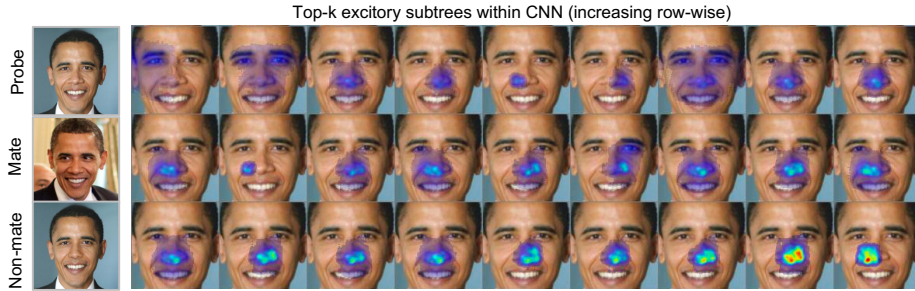 Top-k excitory subtrees within CNN (increasing row-wise)
Probe
Mate
Non-mate